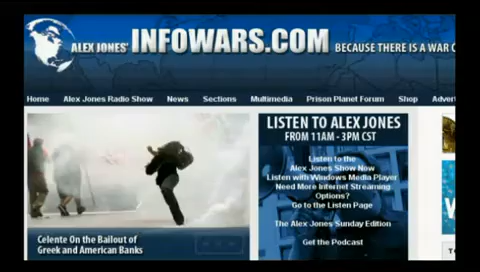 ALEX JONES' INFOWARS.COM BECAUSE THERE IS A WAR
Home Alex Jones Radio Show News Sections Multimedia Prison Planet Forum Shop
LISTEN TO ALEX JONES
FROM 11AM - 3PM CST
Listen to the
Alex Jones Show Now
Listen with Windows Media Player
Need More Internet Streaming
Options?
Go to the Listen Page
The Alex Jones Sunday Edition
Get the Podcast
Celente On the Bailout of
Greek and American Banks